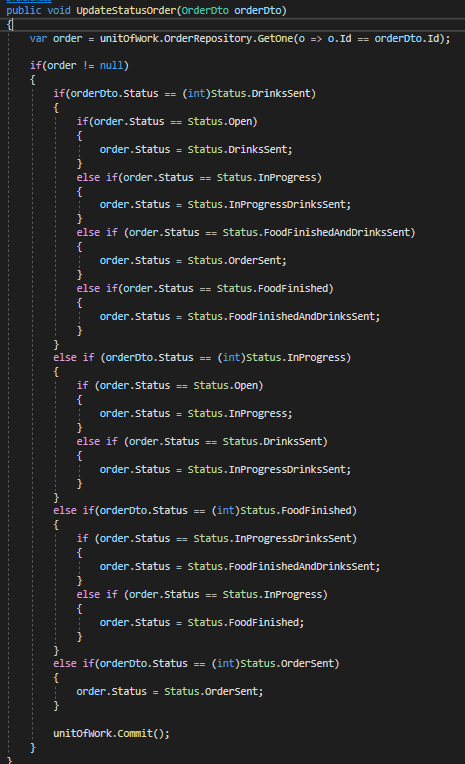 public void UpdateStatusOrder(OrderDto orderDto)
{
var order = unitOfWork.OrderRepository.GetOne(o => o.Id == orderDto.Id);
if(order != null)
{
if(orderDto.Status == (int)Status.DrinksSent)
{
if(order.Status == Status.Open)
{
order.Status = Status.DrinksSent;
}
else if(order.Status == Status.InProgress)
{
order.Status = Status.InProgressDrinksSent;
}
else if (order.Status == Status.FoodFinishedAndDrinksSent)
{
order.Status = Status.OrderSent;
}
else if(order.Status == Status.FoodFinished)
{
order.Status = Status.FoodFinishedAndDrinksSent;
}
}
else if (orderDto.Status == (int)Status.InProgress)
{
if (order.Status == Status.Open)
{
order.Status = Status.InProgress;
}
else if (order.Status == Status.DrinksSent)
{
order.Status = Status.InProgressDrinksSent;
}
}
else if(orderDto.Status == (int)Status.FoodFinished)
{
if (order.Status == Status.InProgressDrinksSent)
{
order.Status = Status.FoodFinishedAndDrinksSent;
}
else if (order.Status == Status.InProgress)
{
order.Status = Status.FoodFinished;
}
}
else if(orderDto.Status == (int)Status.OrderSent)
{
order.Status = Status.OrderSent;
}
unitOfWork.Commit();
}
}